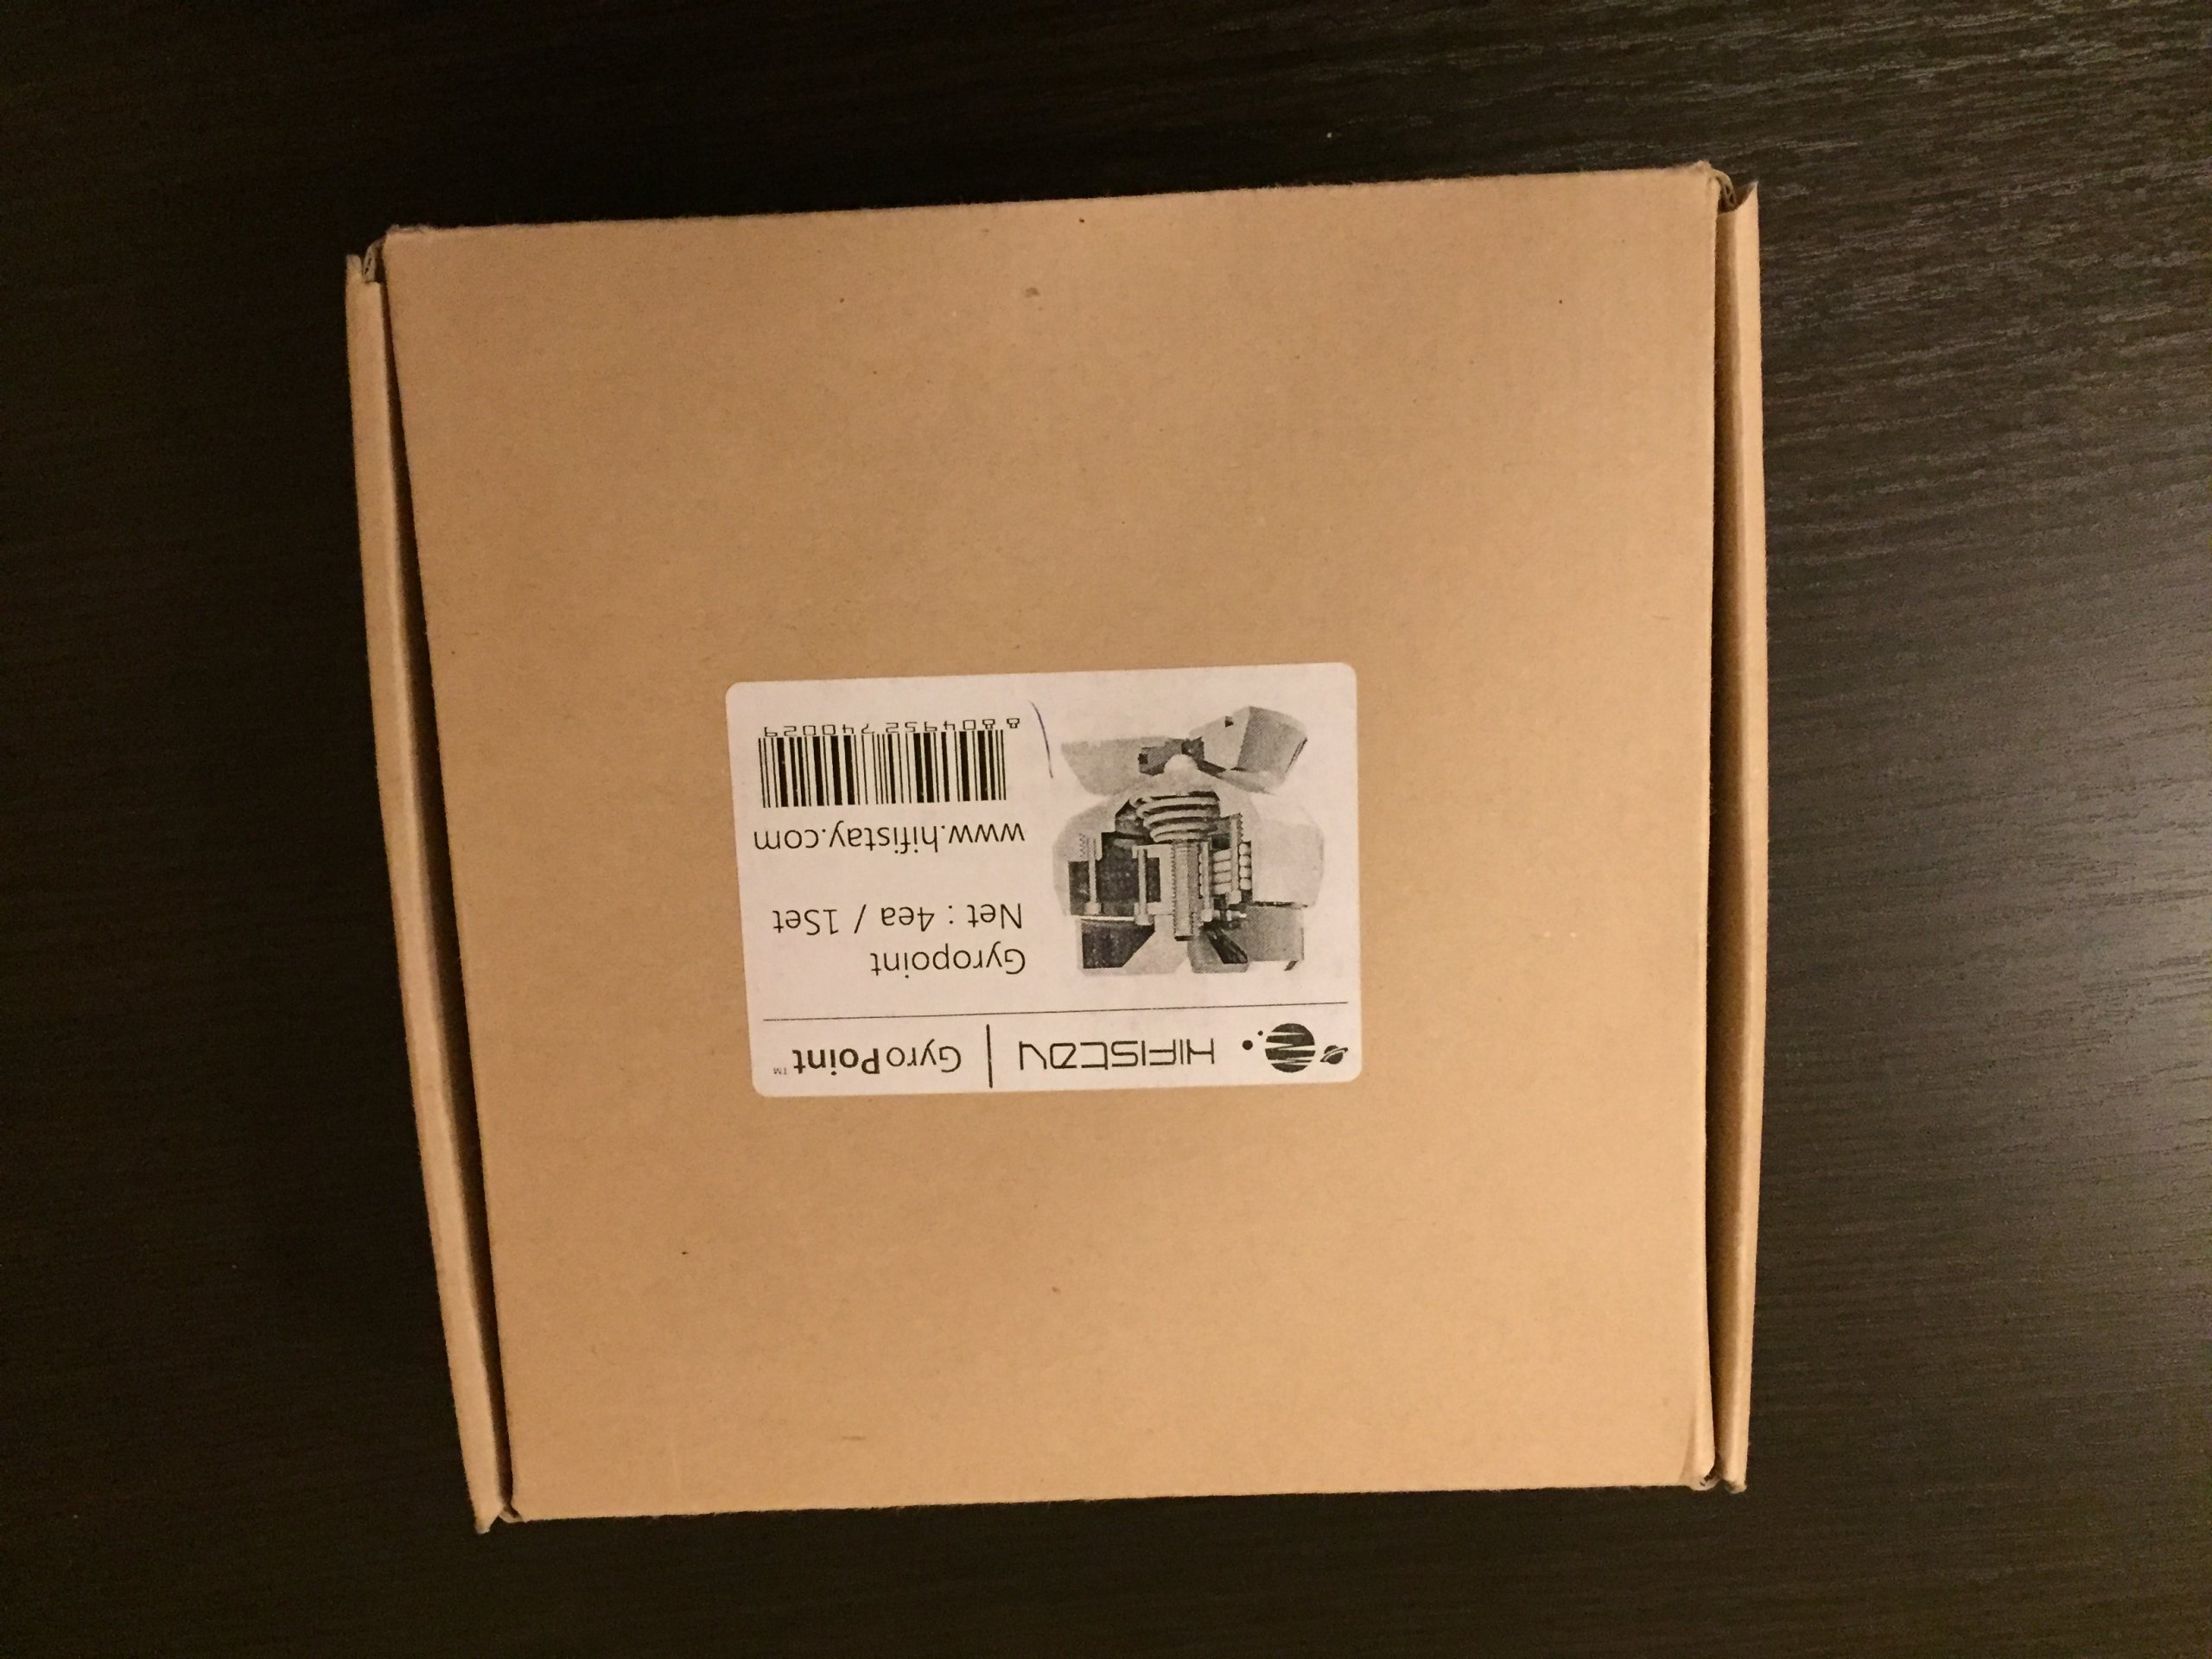 HIFISTAY | GyroPoint™
Gyropoint
Net : 4ea / 1Set
www.hifistay.com
8 804952 740029